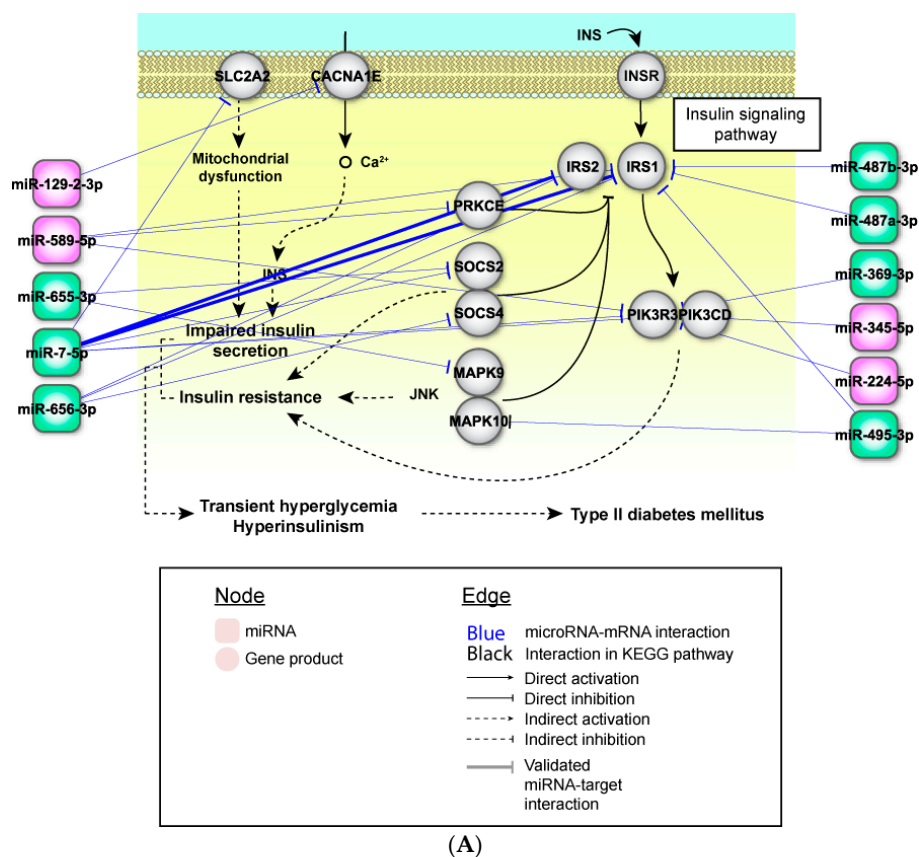 INS
SLC2A2
CACNA1E
INSR
Insulin signaling
pathway
Mitochondrial
dysfunction
Ca²⁺
IRS2
IRS1
miR-487b-3p
miR-129-2-3p
PRKCE
miR-487a-3p
miR-589-5p
SOCS2
INS
miR-369-3p
miR-655-3p
SOCS4
PIK3R3
PIK3CD
miR-345-5p
Impaired insulin
secretion
miR-7-5p
MAPK9
miR-224-5p
Insulin resistance
JNK
miR-656-3p
MAPK10
miR-495-3p
Transient hyperglycemia
Hyperinsulinism
Type II diabetes mellitus
Node
miRNA
Gene product
Edge
Blue microRNA-mRNA interaction
Black Interaction in KEGG pathway
Direct activation
Direct inhibition
Indirect activation
Indirect inhibition
Validated
miRNA-target
interaction
(A)